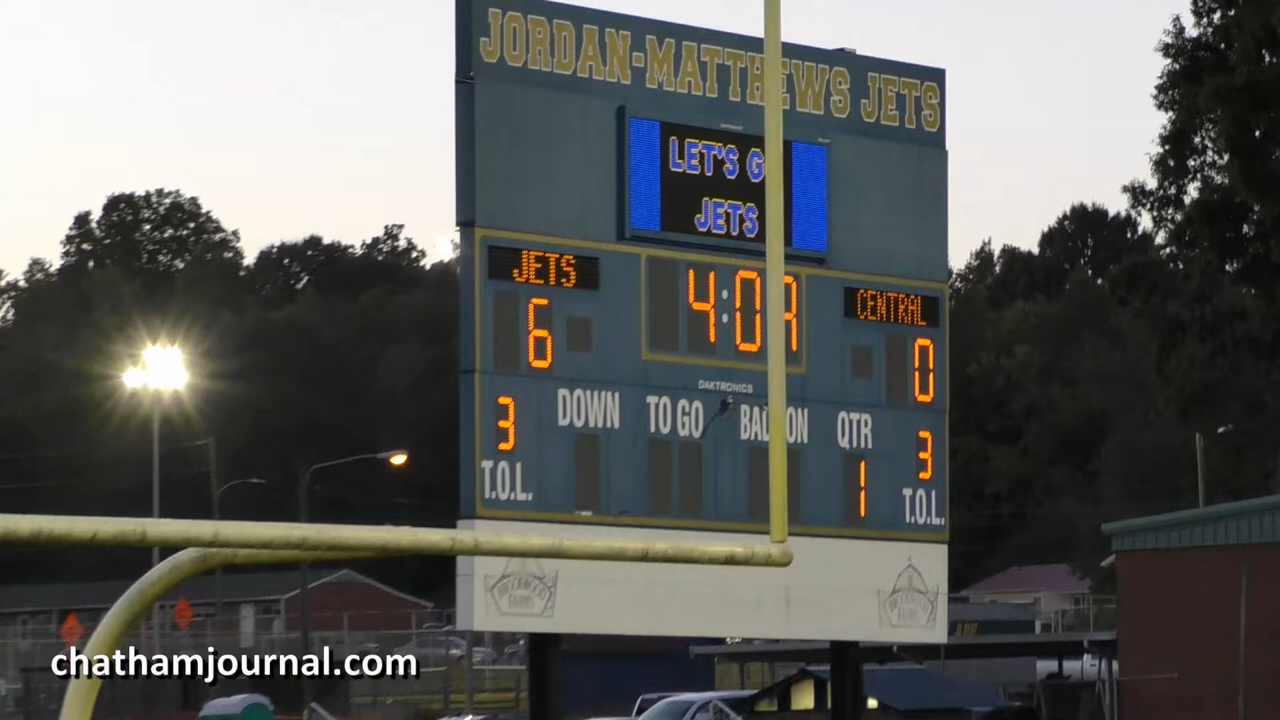 JORDAN-MATTHEWS JETS
LET'S G
JETS
JETS
4:0
CENTRAL
6
0
DAKTRONICS
DOWN
TO GO
BALL ON
QTR
3
1
3
T.O.L.
T.O.L.
chathamjournal.com